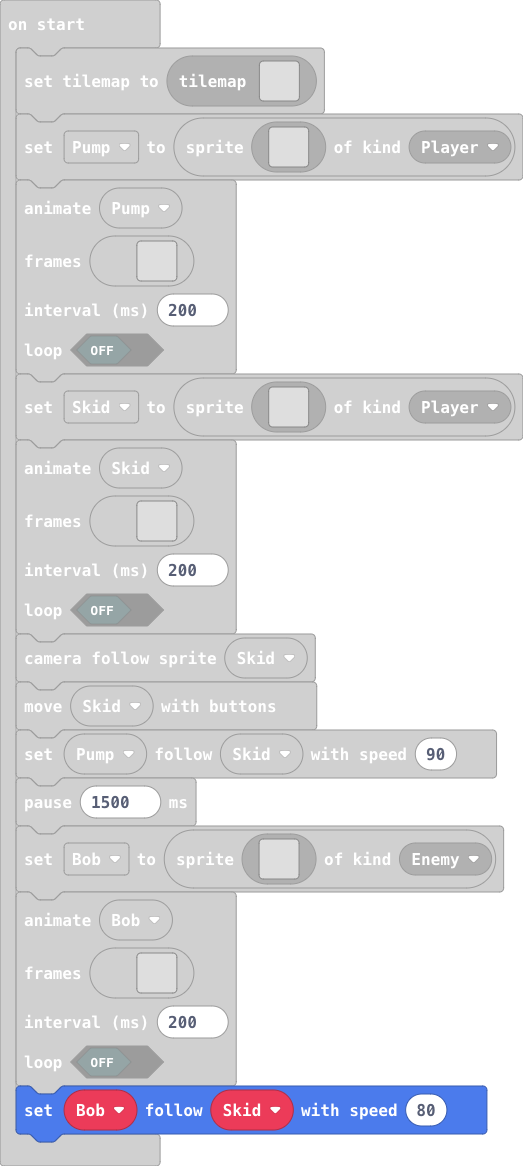 on start
set tilemap to tilemap
set Pump to sprite of kind Player
animate Pump
frames
interval (ms) 200
loop OFF
set Skid to sprite of kind Player
animate Skid
frames
interval (ms) 200
loop OFF
camera follow sprite Skid
move Skid with buttons
set Pump follow Skid with speed 90
pause 1500 ms
set Bob to sprite of kind Enemy
animate Bob
frames
interval (ms) 200
loop OFF
set Bob follow Skid with speed 80